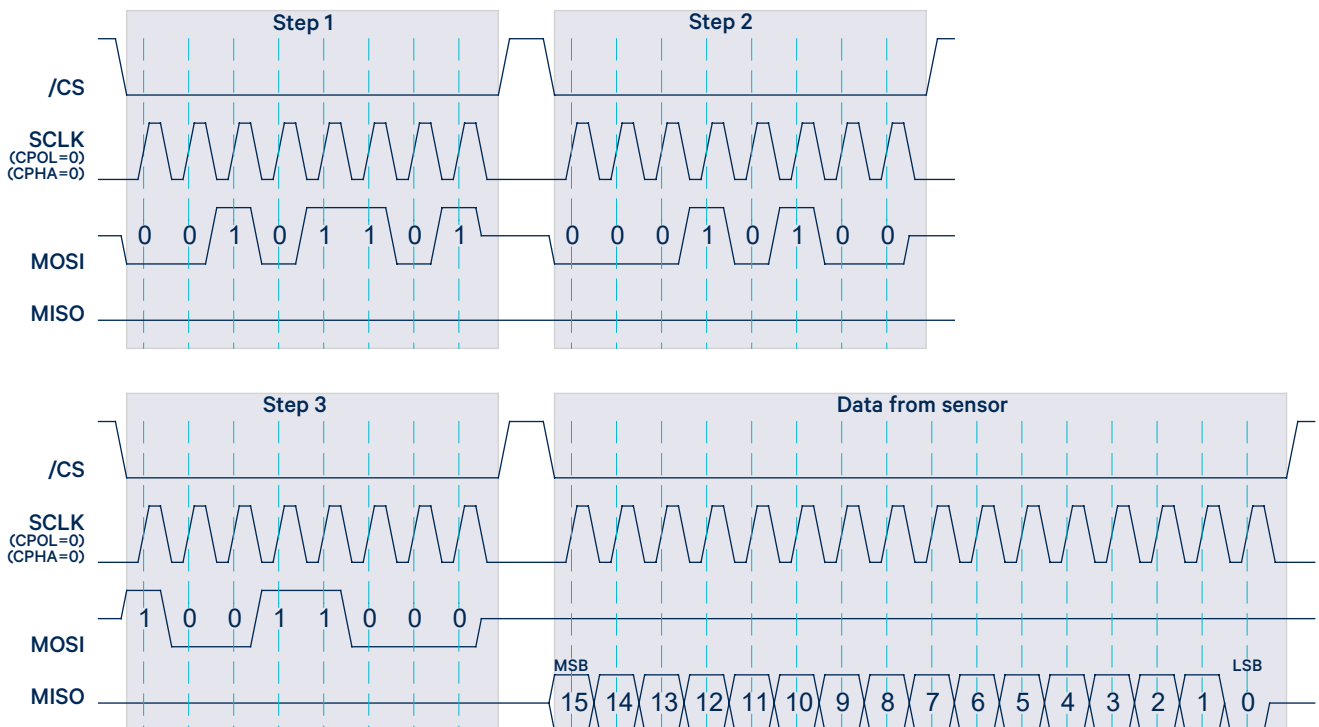 Step 1
Step 2
/CS
SCLK
(CPOL=0)
(CPHA=0)
0 0 1 0 1 1 0 1
0 0 0 1 0 1 0 0
MOSI
MISO
Step 3
Data from sensor
/CS
SCLK
(CPOL=0)
(CPHA=0)
1 0 0 1 1 0 0 0
MOSI
MSB
LSB
MISO
15 14 13 12 11 10 9 8 7 6 5 4 3 2 1 0